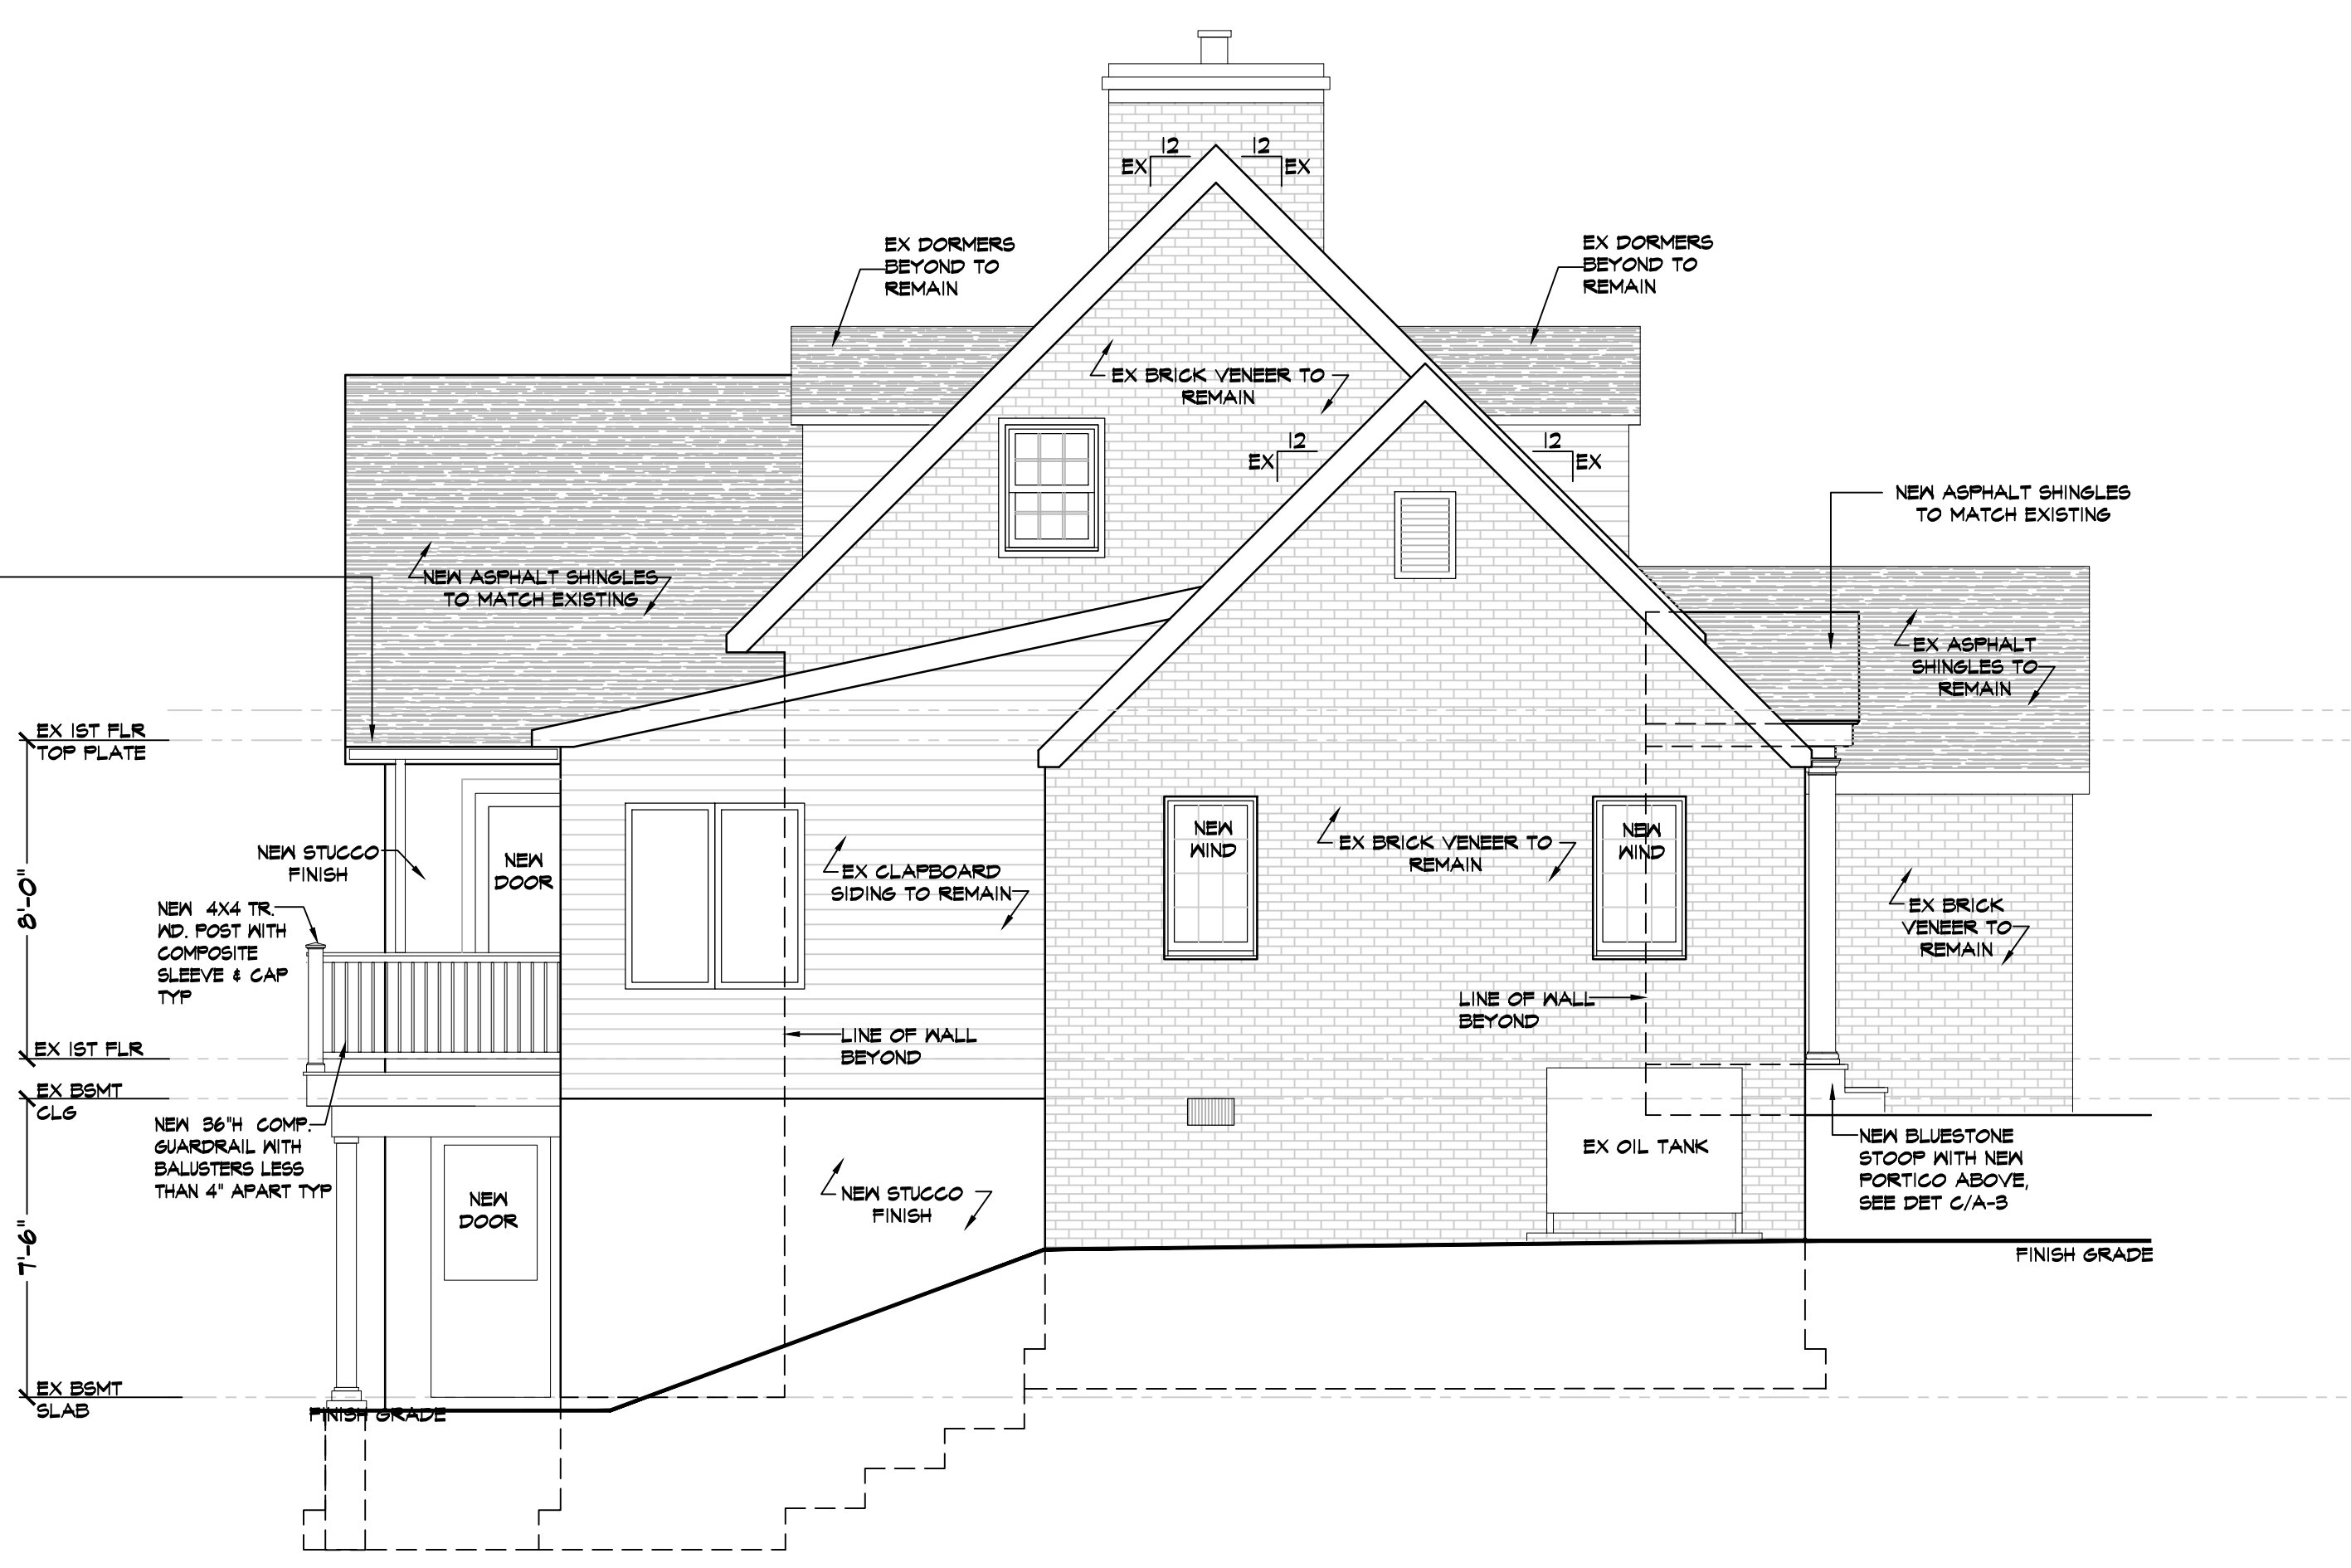 12
12
EX
EX
EX DORMERS
BEYOND TO
REMAIN
EX DORMERS
BEYOND TO
REMAIN
EX BRICK VENEER TO
REMAIN
12
EX
12
EX
NEW ASPHALT SHINGLES
TO MATCH EXISTING
NEW ASPHALT SHINGLES
TO MATCH EXISTING
EX ASPHALT
SHINGLES TO
REMAIN
EX 1ST FLR
TOP PLATE
8'-0"
NEW STUCCO
FINISH
NEW
DOOR
NEW 4X4 TR.
WD. POST WITH
COMPOSITE
SLEEVE & CAP
TYP
EX CLAPBOARD
SIDING TO REMAIN
NEW
WIND
EX BRICK VENEER TO
REMAIN
NEW
WIND
EX BRICK
VENEER TO
REMAIN
LINE OF WALL
BEYOND
LINE OF WALL
BEYOND
EX 1ST FLR
EX BSMT
CLG
NEW 36"H COMP.
GUARDRAIL WITH
BALUSTERS LESS
THAN 4" APART TYP
7'-6"
NEW
DOOR
NEW STUCCO
FINISH
EX OIL TANK
NEW BLUESTONE
STOOP WITH NEW
PORTICO ABOVE,
SEE DET C/A-3
FINISH GRADE
EX BSMT
SLAB
FINISH GRADE